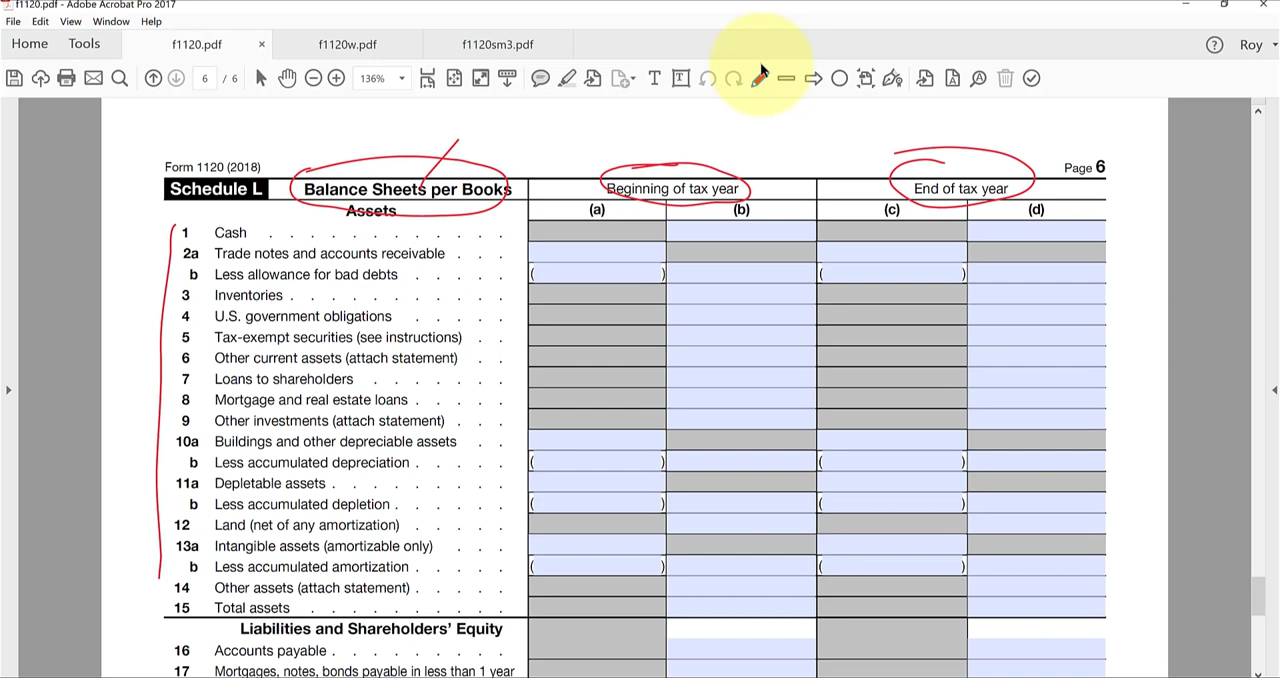 f1120.pdf - Adobe Acrobat Pro 2017
File Edit View Window Help
Home Tools f1120.pdf × f1120w.pdf f1120sm3.pdf ? Roy
6 / 6 136% T T
Form 1120 (2018) Page 6
Schedule L Balance Sheets per Books Beginning of tax year End of tax year
Assets (a) (b) (c) (d)
1 Cash . . . . . . . . . . . .
2a Trade notes and accounts receivable . . .
b Less allowance for bad debts . . . . . ( ) ( )
3 Inventories . . . . . . . . . . .
4 U.S. government obligations . . . . .
5 Tax-exempt securities (see instructions) . .
6 Other current assets (attach statement) . .
7 Loans to shareholders . . . . . . .
8 Mortgage and real estate loans . . . . .
9 Other investments (attach statement) . . .
10a Buildings and other depreciable assets . .
b Less accumulated depreciation . . . . . ( ) ( )
11a Depletable assets . . . . . . . . .
b Less accumulated depletion . . . . . . ( ) ( )
12 Land (net of any amortization) . . . . .
13a Intangible assets (amortizable only) . . .
b Less accumulated amortization . . . . . ( ) ( )
14 Other assets (attach statement) . . . . .
15 Total assets . . . . . . . . . .
Liabilities and Shareholders' Equity
16 Accounts payable . . . . . . . . .
17 Mortgages, notes, bonds payable in less than 1 year